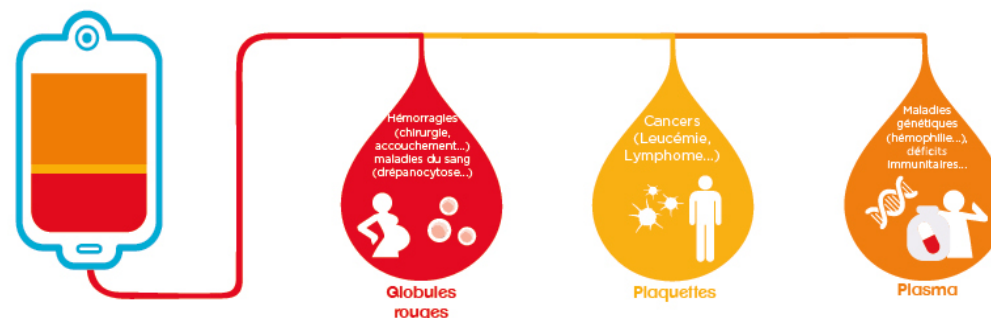 Hémorragies
(chirurgie,
accouchement...)
maladies du sang
(drépanocytose...)
Globules
rouges
Cancers
(Leucémie,
Lymphome...)
Plaquettes
Maladies
génétiques
(hémophilie...),
déficits
immunitaires...
Plasma